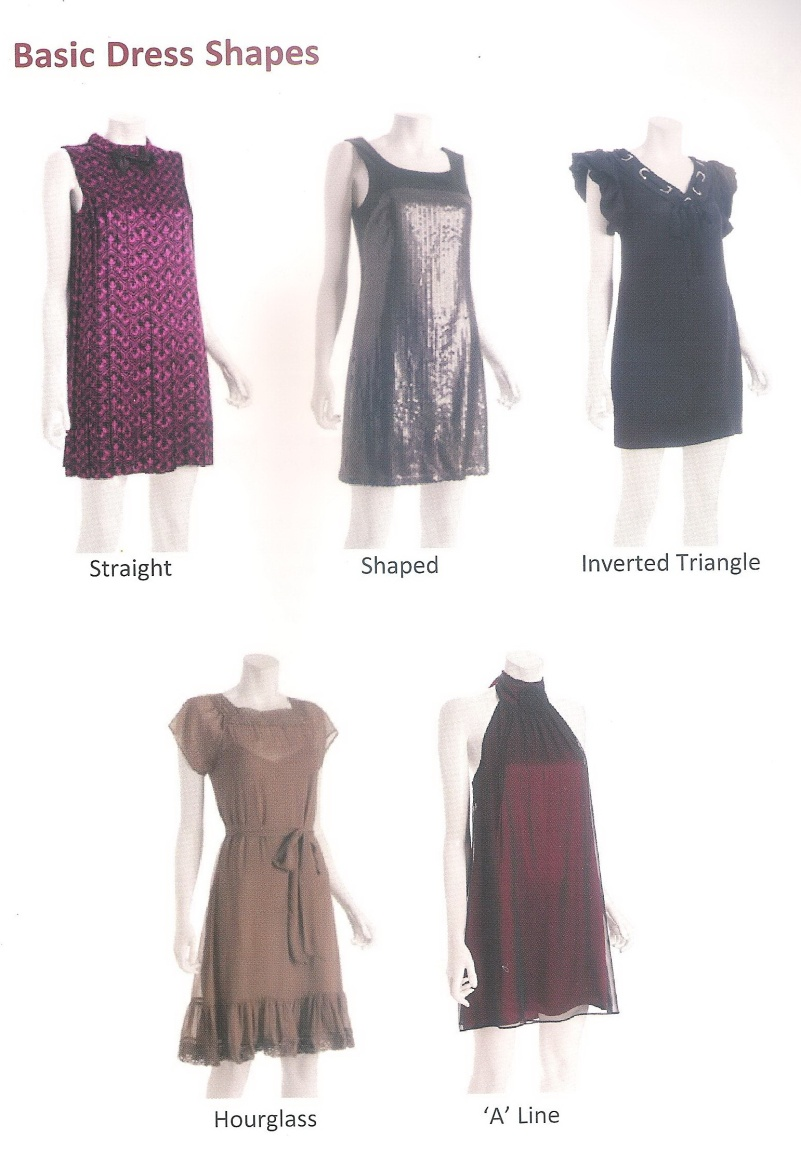 Basic Dress Shapes
Straight
Shaped
Inverted Triangle
Hourglass
‘A’ Line